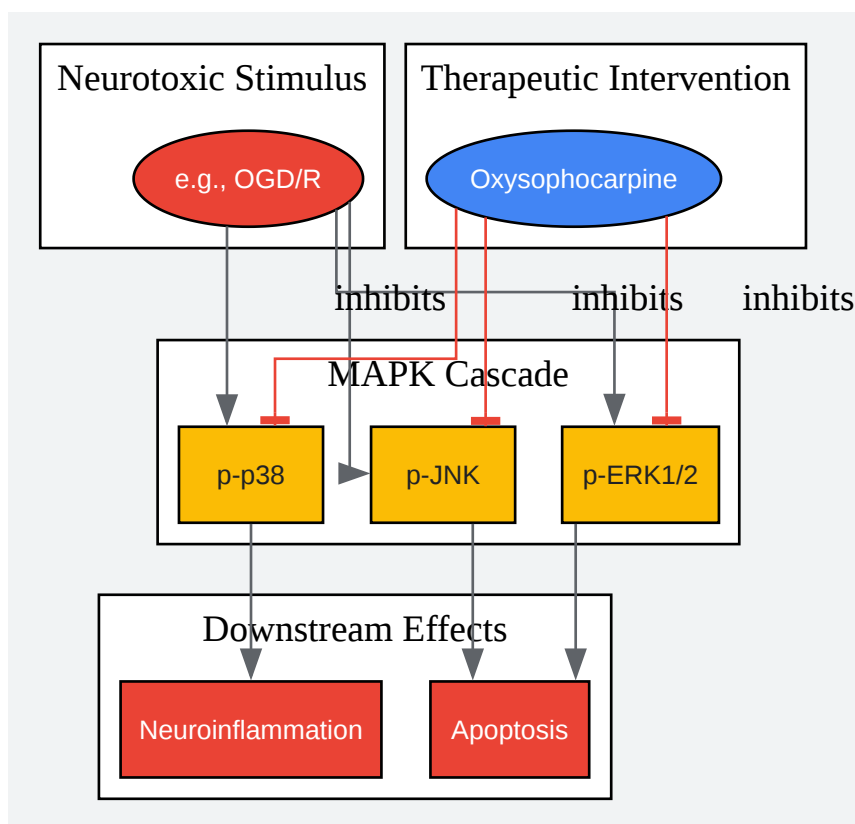 Neurotoxic Stimulus
Therapeutic Intervention
e.g., OGD/R
Oxysophocarpine
inhibits
inhibits
inhibits
MAPK Cascade
p-p38
p-JNK
p-ERK1/2
Downstream Effects
Neuroinflammation
Apoptosis